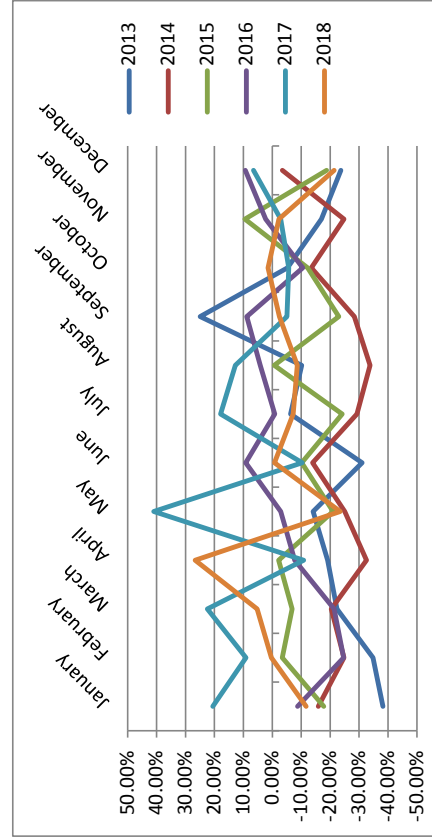 January
February
March
April
May
June
July
August
September
October
November
December
50.00%
40.00%
30.00%
20.00%
10.00%
0.00%
-10.00%
-20.00%
-30.00%
-40.00%
-50.00%
2013
2014
2015
2016
2017
2018